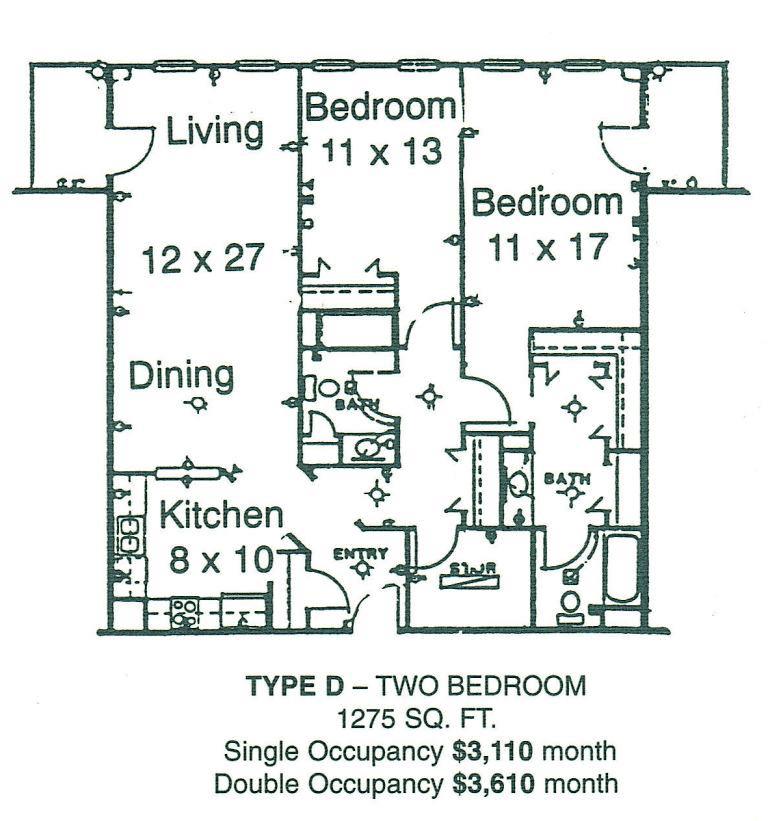 Living
Bedroom
11 x 13
Bedroom
11 x 17
12 x 27
Dining
BATH
Kitchen
8 x 10
ENTRY
BATH
STOR
TYPE D – TWO BEDROOM
1275 SQ. FT.
Single Occupancy $3,110 month
Double Occupancy $3,610 month